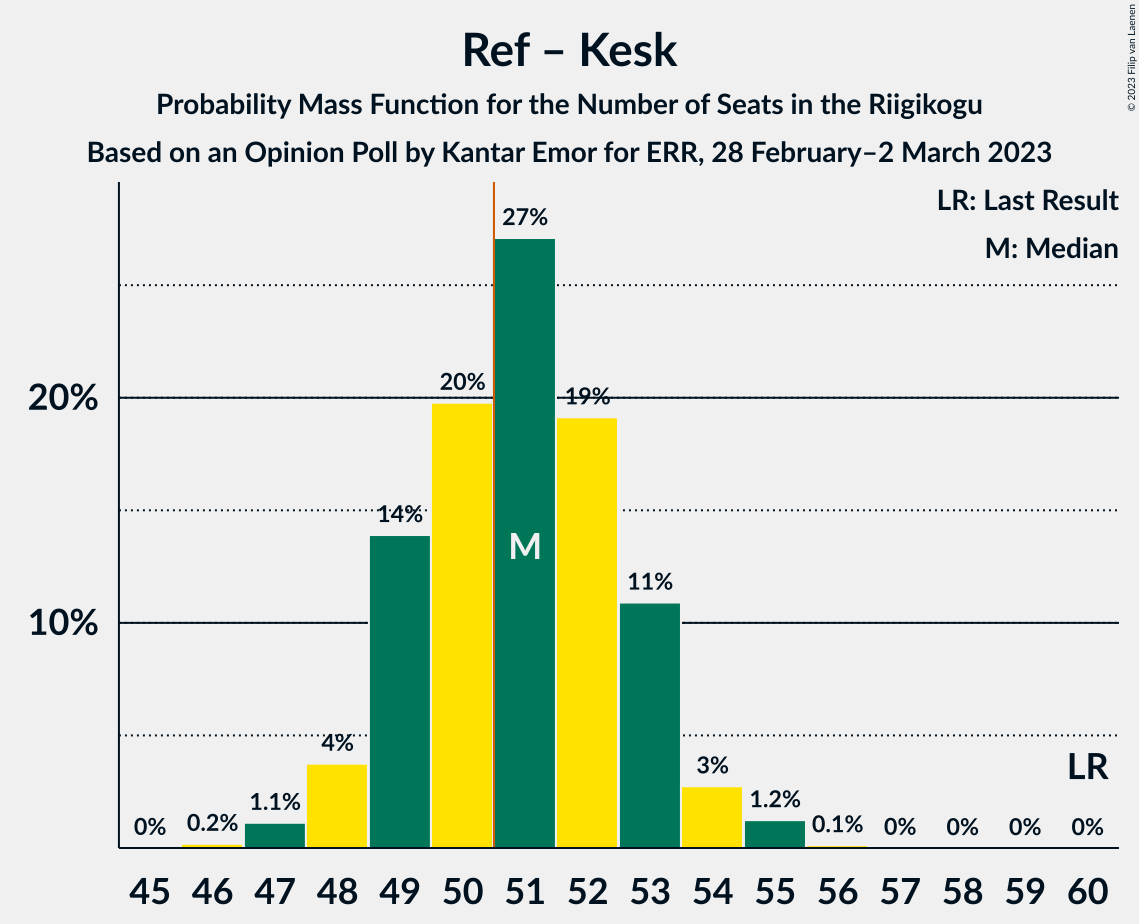 Ref – Kesk
Probability Mass Function for the Number of Seats in the Riigikogu
Based on an Opinion Poll by Kantar Emor for ERR, 28 February–2 March 2023
© 2023 Filip van Laenen
LR: Last Result
M: Median
27%
20%
20%
19%
14%
M
11%
10%
4%
3%
LR
1.1%
1.2%
0%
0.2%
0.1%
0%
0%
0%
0%
45 46 47 48 49 50 51 52 53 54 55 56 57 58 59 60